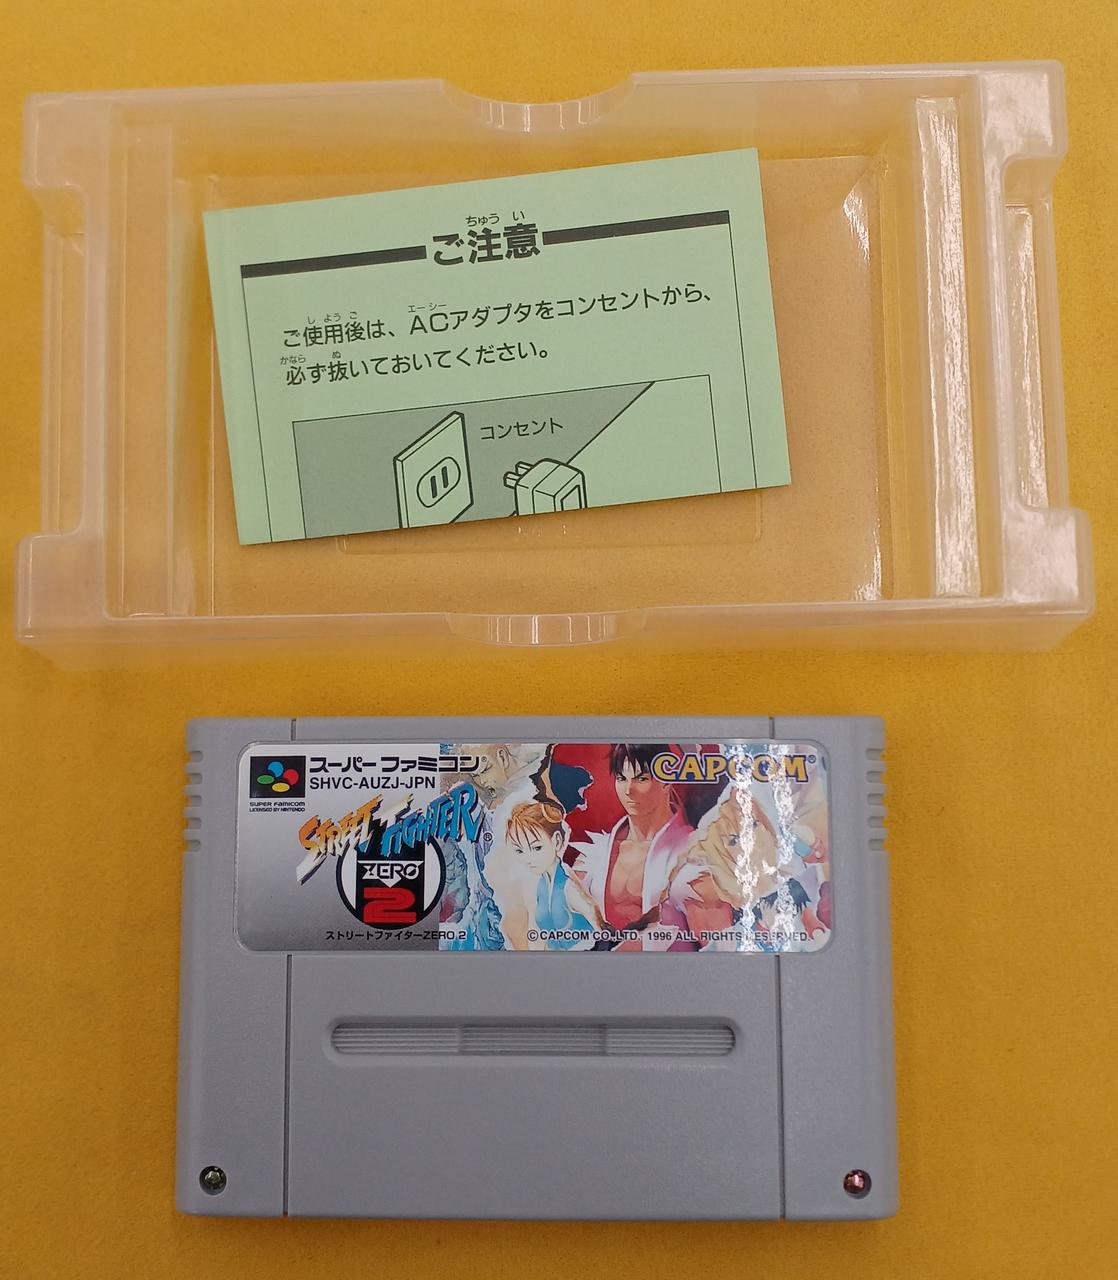 ちゅう い
ご注意
し よう ご
エー シー
ご使用後は、ACアダプタをコンセントから、
かなら ぬ
必ず抜いておいてください。
コンセント
スーパー ファミコン®
SHVC-AUZJ-JPN
SUPER FAMICOM
LICENSED BY NINTENDO
CAPCOM®
STREET FIGHTER®
ZERO
2
ストリートファイターZERO 2
© CAPCOM CO.,LTD. 1996 ALL RIGHTS RESERVED.